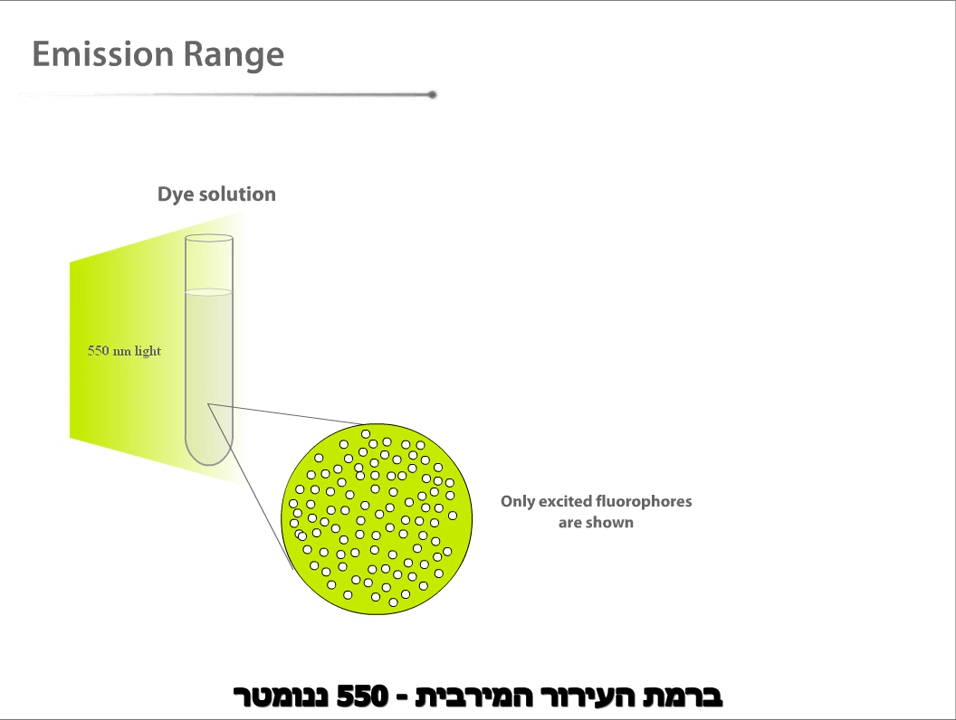 Emission Range
Dye solution
550 nm light
Only excited fluorophores
are shown
ברמת העירור המירבית - 550 ננומטר